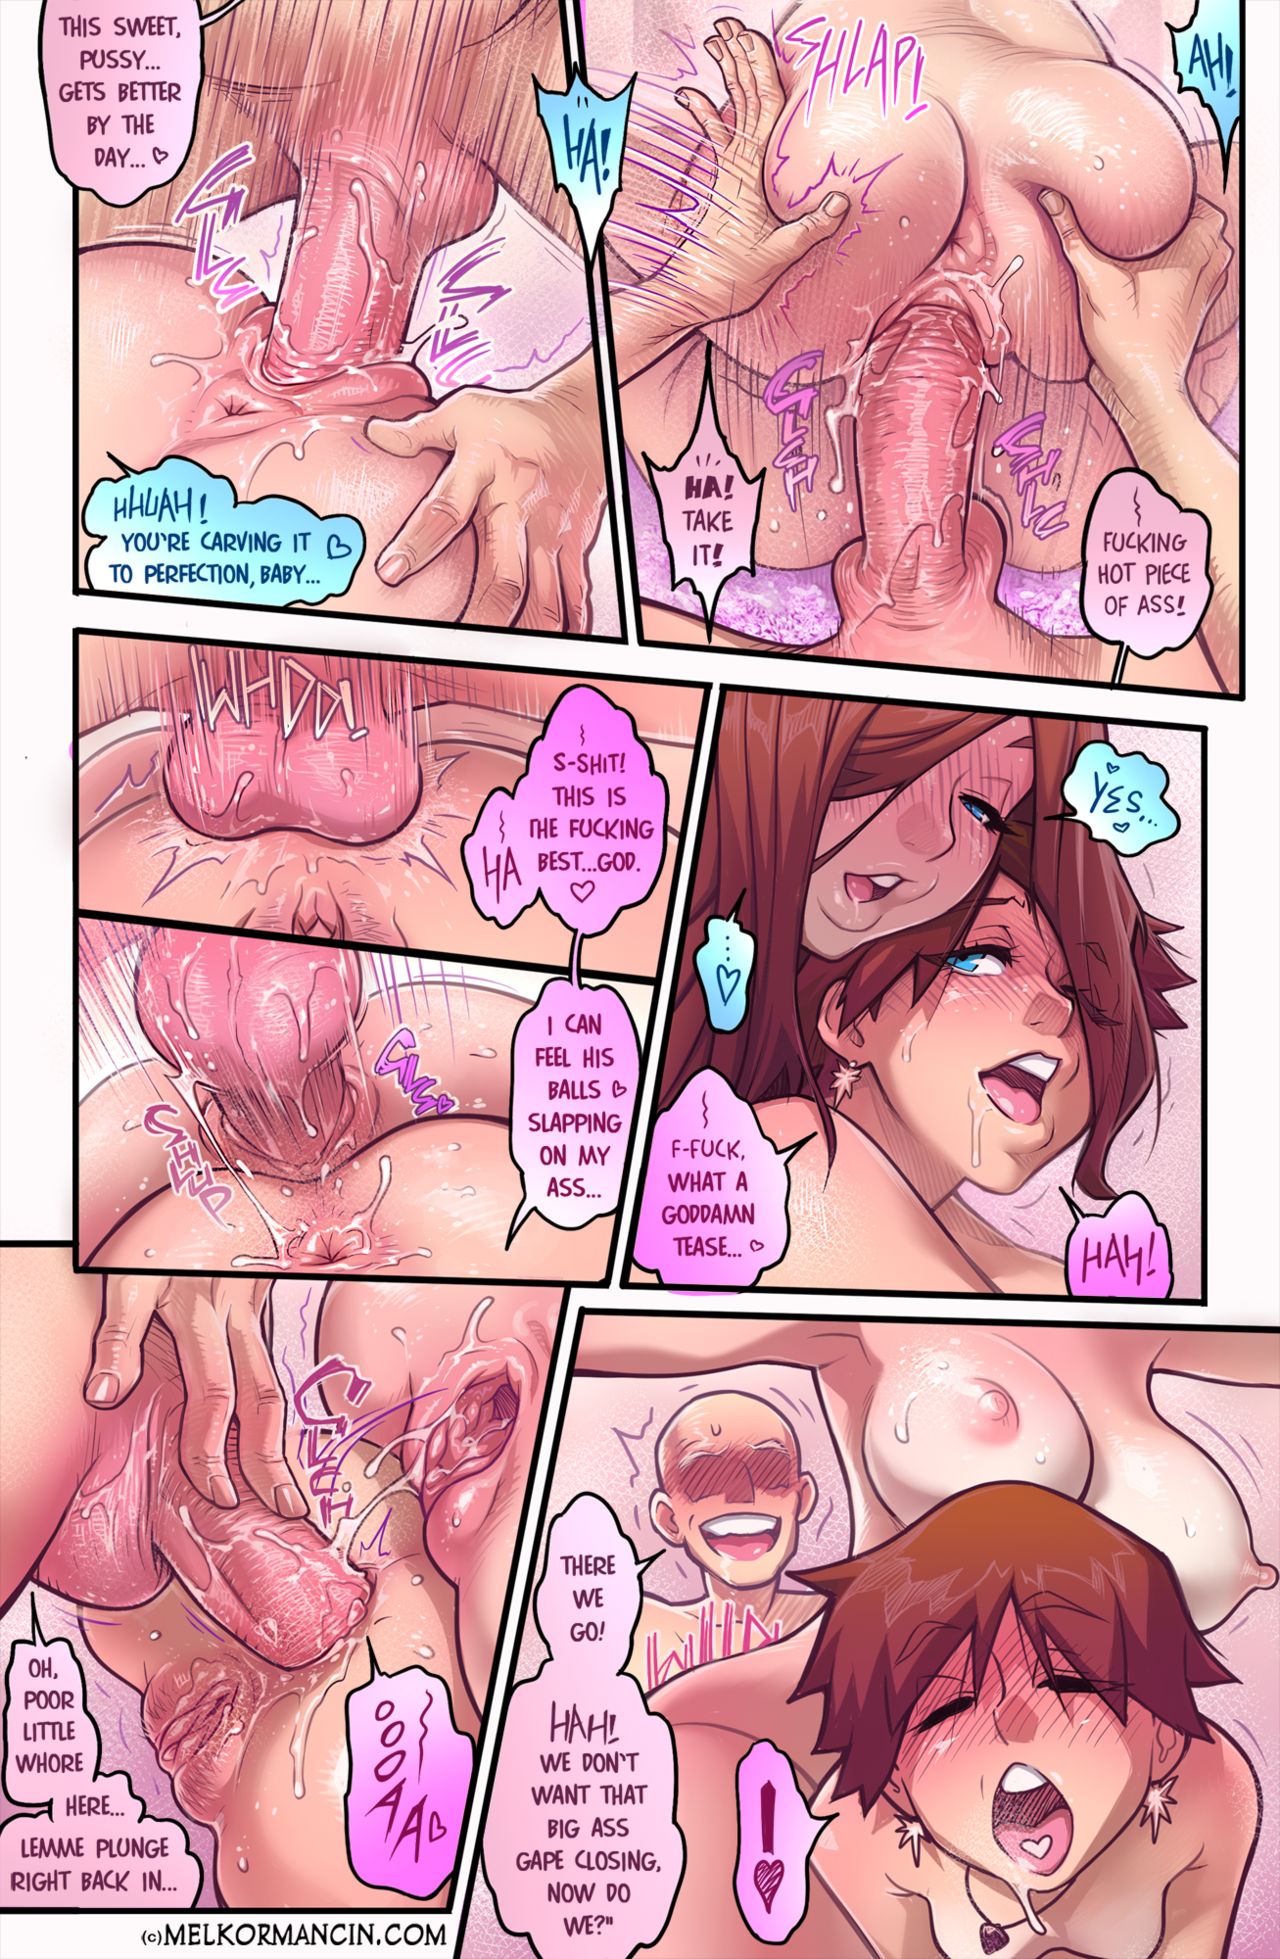 THIS SWEET,
PUSSY...
GETS BETTER
BY THE
DAY... ♡
HA!
SHLAP!
AH!
HHUAH!
YOU'RE CARVING IT ♡
TO PERFECTION, BABY...
HA!
TAKE
IT!
FUCKING
HOT PIECE
OF ASS!
S-SHIT!
THIS IS
THE FUCKING
BEST...GOD.
♡
HA
YES...
...
♡
I CAN
FEEL HIS
BALLS ♡
SLAPPING
ON MY
ASS...
F-FUCK,
WHAT A
GODDAMN
TEASE... ♡
HAH!
OH,
POOR
LITTLE
WHORE
HERE...
LEMME PLUNGE
RIGHT BACK IN...
THERE
WE
GO!
HAH!
WE DON'T
WANT THAT
BIG ASS
GAPE CLOSING,
NOW DO
WE?"
!
♥
(c)MELKORMANCIN.COM